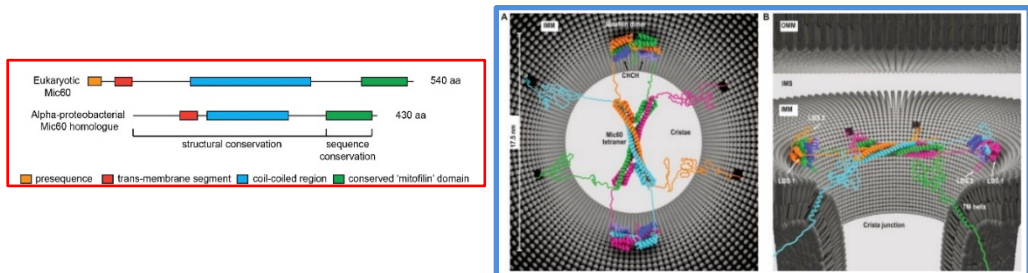 Eukaryotic
Mic60
540 aa
Alpha-proteobacterial
Mic60 homologue
430 aa
structural conservation
sequence
conservation
presequence
trans-membrane segment
coil-coiled region
conserved 'mitofilin' domain
A
IMM
CHCH
17.5 nm
Mic60
tetramer
Cristae
B
OMM
IMS
IMM
LBS 2
LBS 1
LBS 2
LBS 1
TM helix
Crista junction